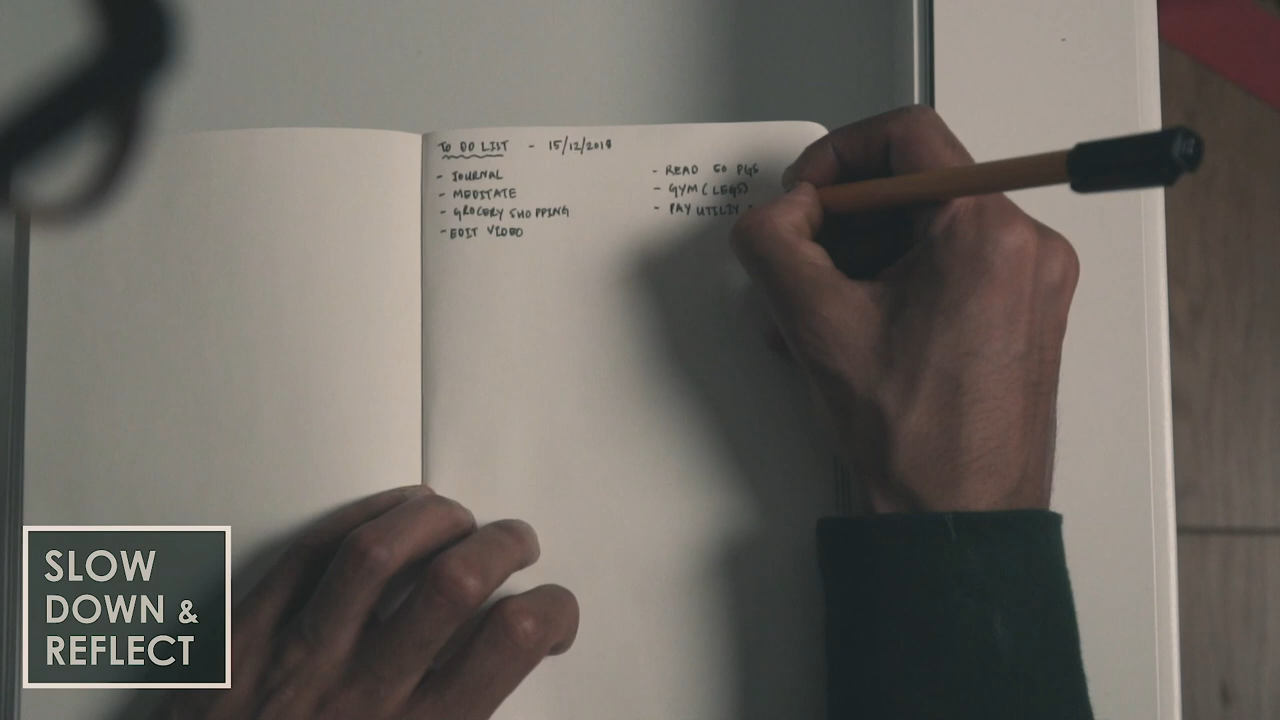 TO DO LIST - 15/12/2018
- JOURNAL
- MEDITATE
- GROCERY SHOPPING
- EDIT VIDEO
- READ 50 PGS
- GYM (LEGS)
- PAY UTILIY
SLOW
DOWN &
REFLECT